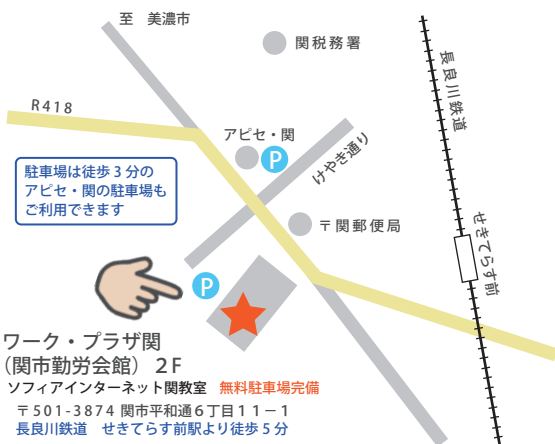 至　美濃市
関税務署
長良川鉄道
R418
アピセ・関
P
けやき通り
駐車場は徒歩３分の
アピセ・関の駐車場も
ご利用できます
〒関郵便局
せきてらす前
P
ワーク・プラザ関
(関市勤労会館) 2F
ソフィアインターネット関教室　無料駐車場完備
〒501-3874 関市平和通６丁目１１−１
長良川鉄道　せきてらす前駅より徒歩５分